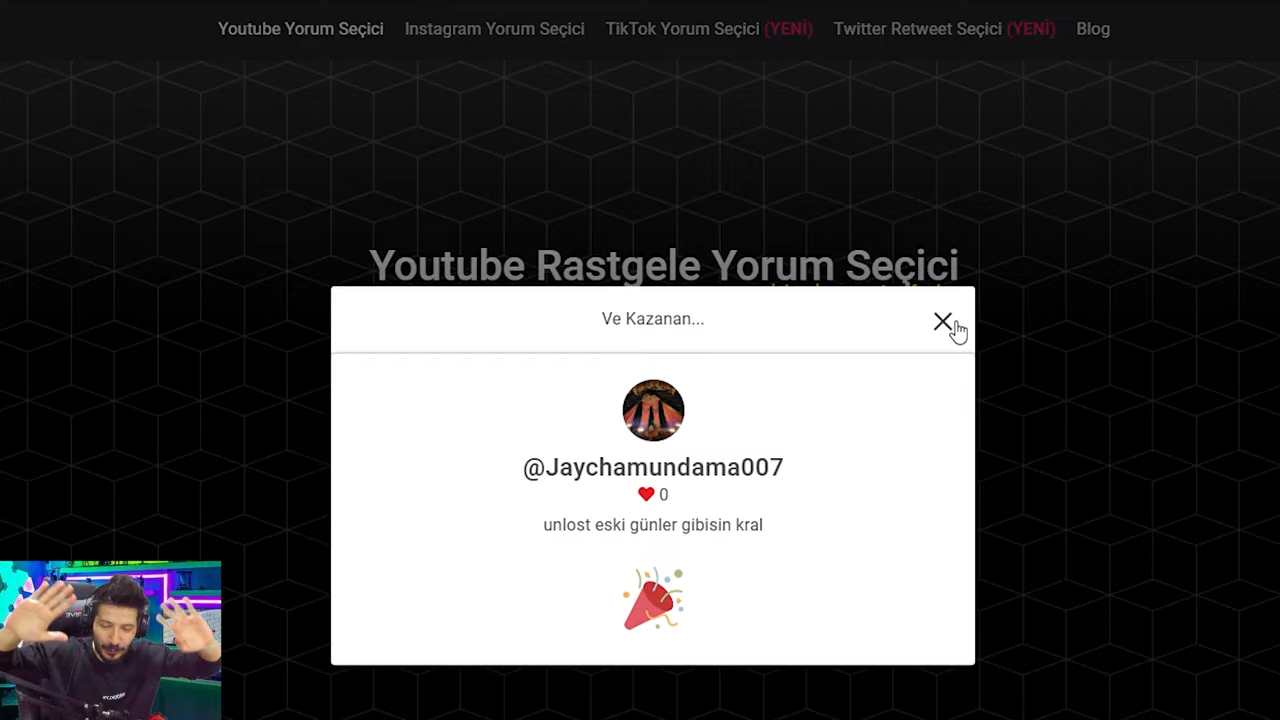 Youtube Yorum Seçici Instagram Yorum Seçici TikTok Yorum Seçici (YENİ) Twitter Retweet Seçici (YENİ) Blog
Youtube Rastgele Yorum Seçici
Ve Kazanan...
@Jaychamundama007
0
unlost eski günler gibisin kral